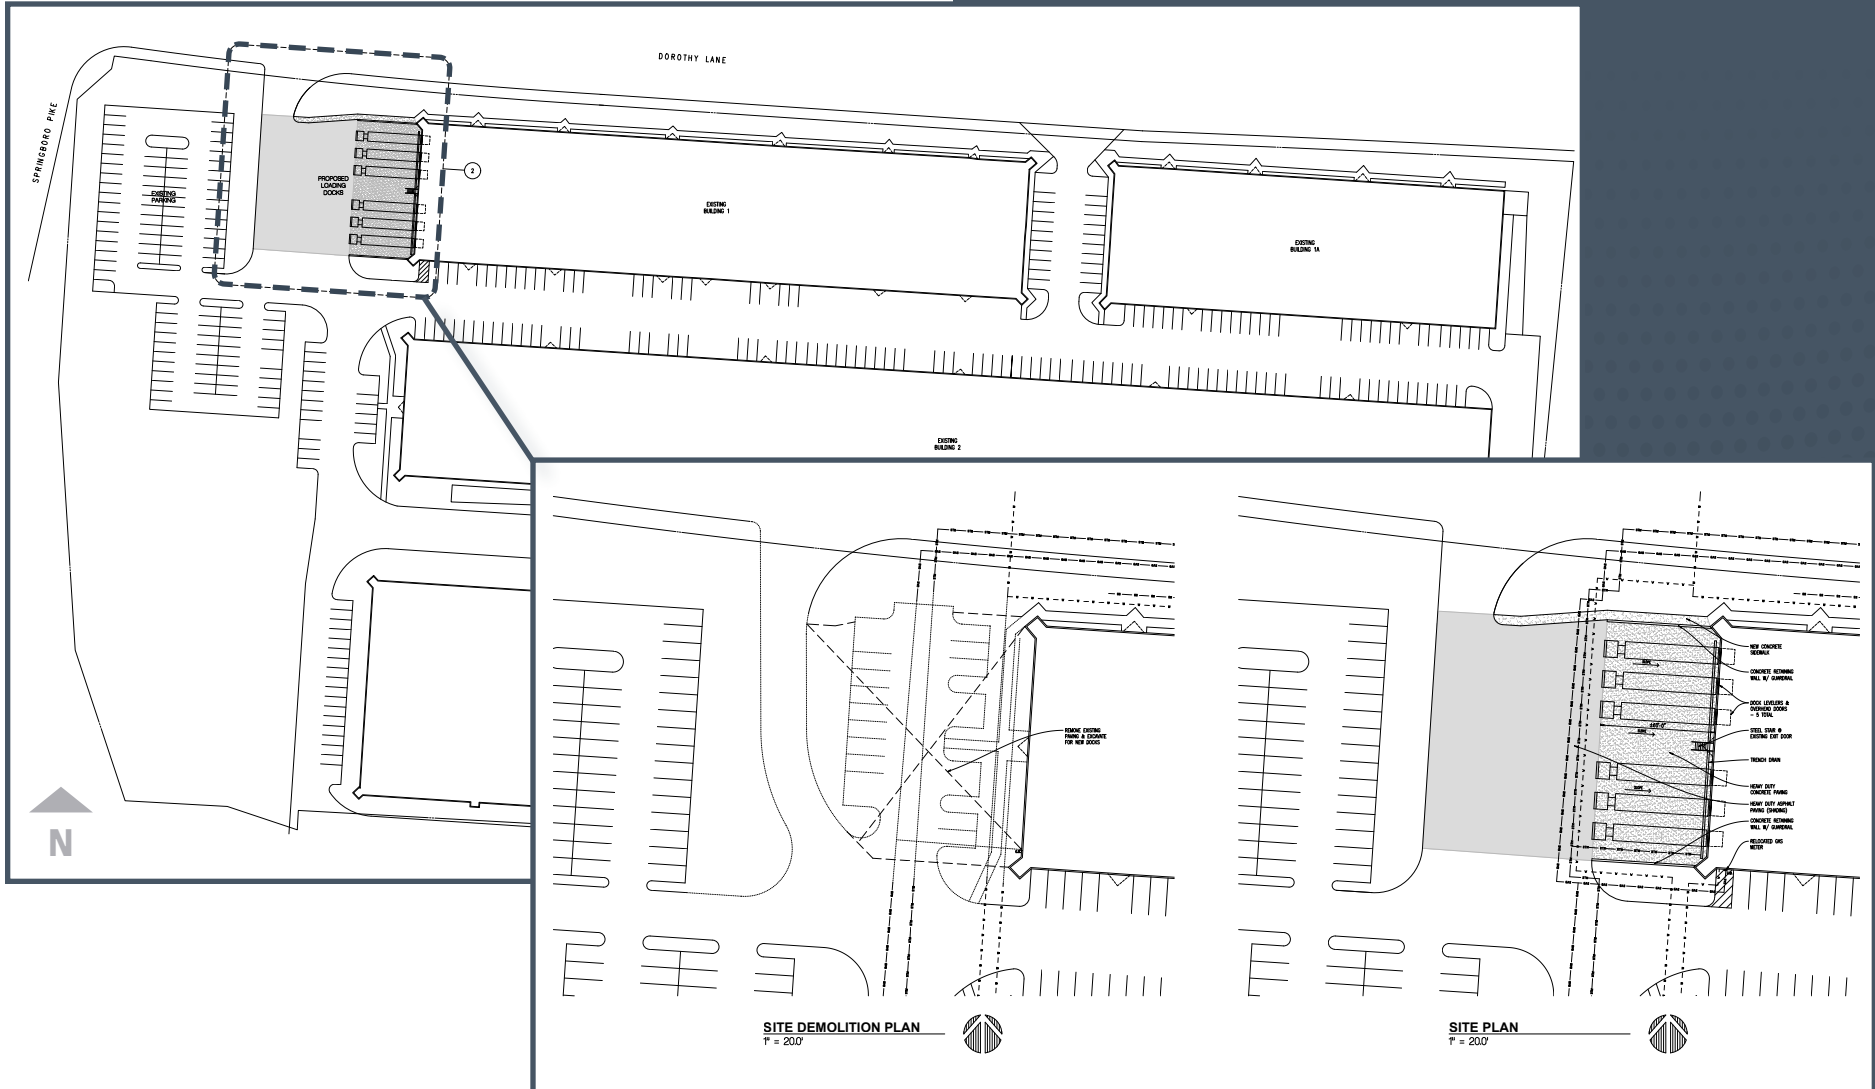 DOROTHY LANE
SPRINGBORO PIKE
EXISTING
PARKING
PROPOSED
LOADING
DOCKS
2
EXISTING
BUILDING 1
EXISTING
BUILDING 1A
EXISTING
BUILDING 2
N
REMOVE EXISTING
PAVING & EXCAVATE
FOR NEW DOCKS
SITE DEMOLITION PLAN
1" = 20.0'
NEW CONCRETE
SIDEWALK
CONCRETE RETAINING
WALL W/ GUARDRAIL
DOCK LEVELERS &
OVERHEAD DOORS
- 5 TOTAL
STEEL STAIR @
EXISTING EXIT DOOR
TRENCH DRAIN
HEAVY DUTY
CONCRETE PAVING
HEAVY DUTY ASPHALT
PAVING (SHADING)
CONCRETE RETAINING
WALL W/ GUARDRAIL
RELOCATED GAS
METER
SLOPE
SLOPE
SLOPE
SITE PLAN
1" = 20.0'